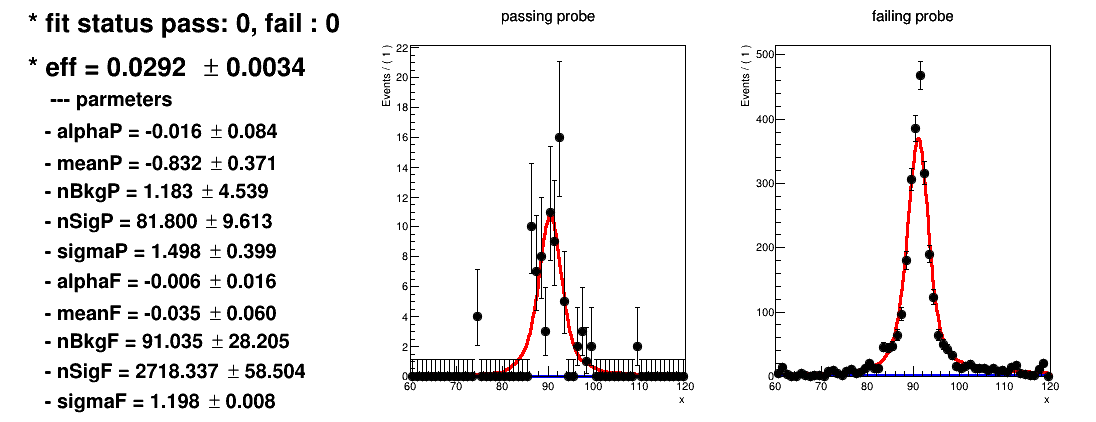 * fit status pass: 0, fail : 0
* eff = 0.0292 ± 0.0034
--- parmeters
- alphaP = -0.016 ± 0.084
- meanP = -0.832 ± 0.371
- nBkgP = 1.183 ± 4.539
- nSigP = 81.800 ± 9.613
- sigmaP = 1.498 ± 0.399
- alphaF = -0.006 ± 0.016
- meanF = -0.035 ± 0.060
- nBkgF = 91.035 ± 28.205
- nSigF = 2718.337 ± 58.504
- sigmaF = 1.198 ± 0.008
passing probe
Events / ( 1 )
22
20
18
16
14
12
10
8
6
4
2
0
60 70 80 90 100 110 120
x
failing probe
Events / ( 1 )
500
400
300
200
100
0
60 70 80 90 100 110 120
x